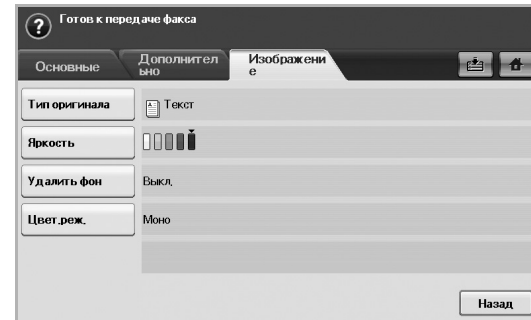 Готов к передаче факса
Основные
Дополнител
ьно
Изображени
е
Тип оригинала
Текст
Яркость
Удалить фон
Выкл.
Цвет.реж.
Моно
Назад